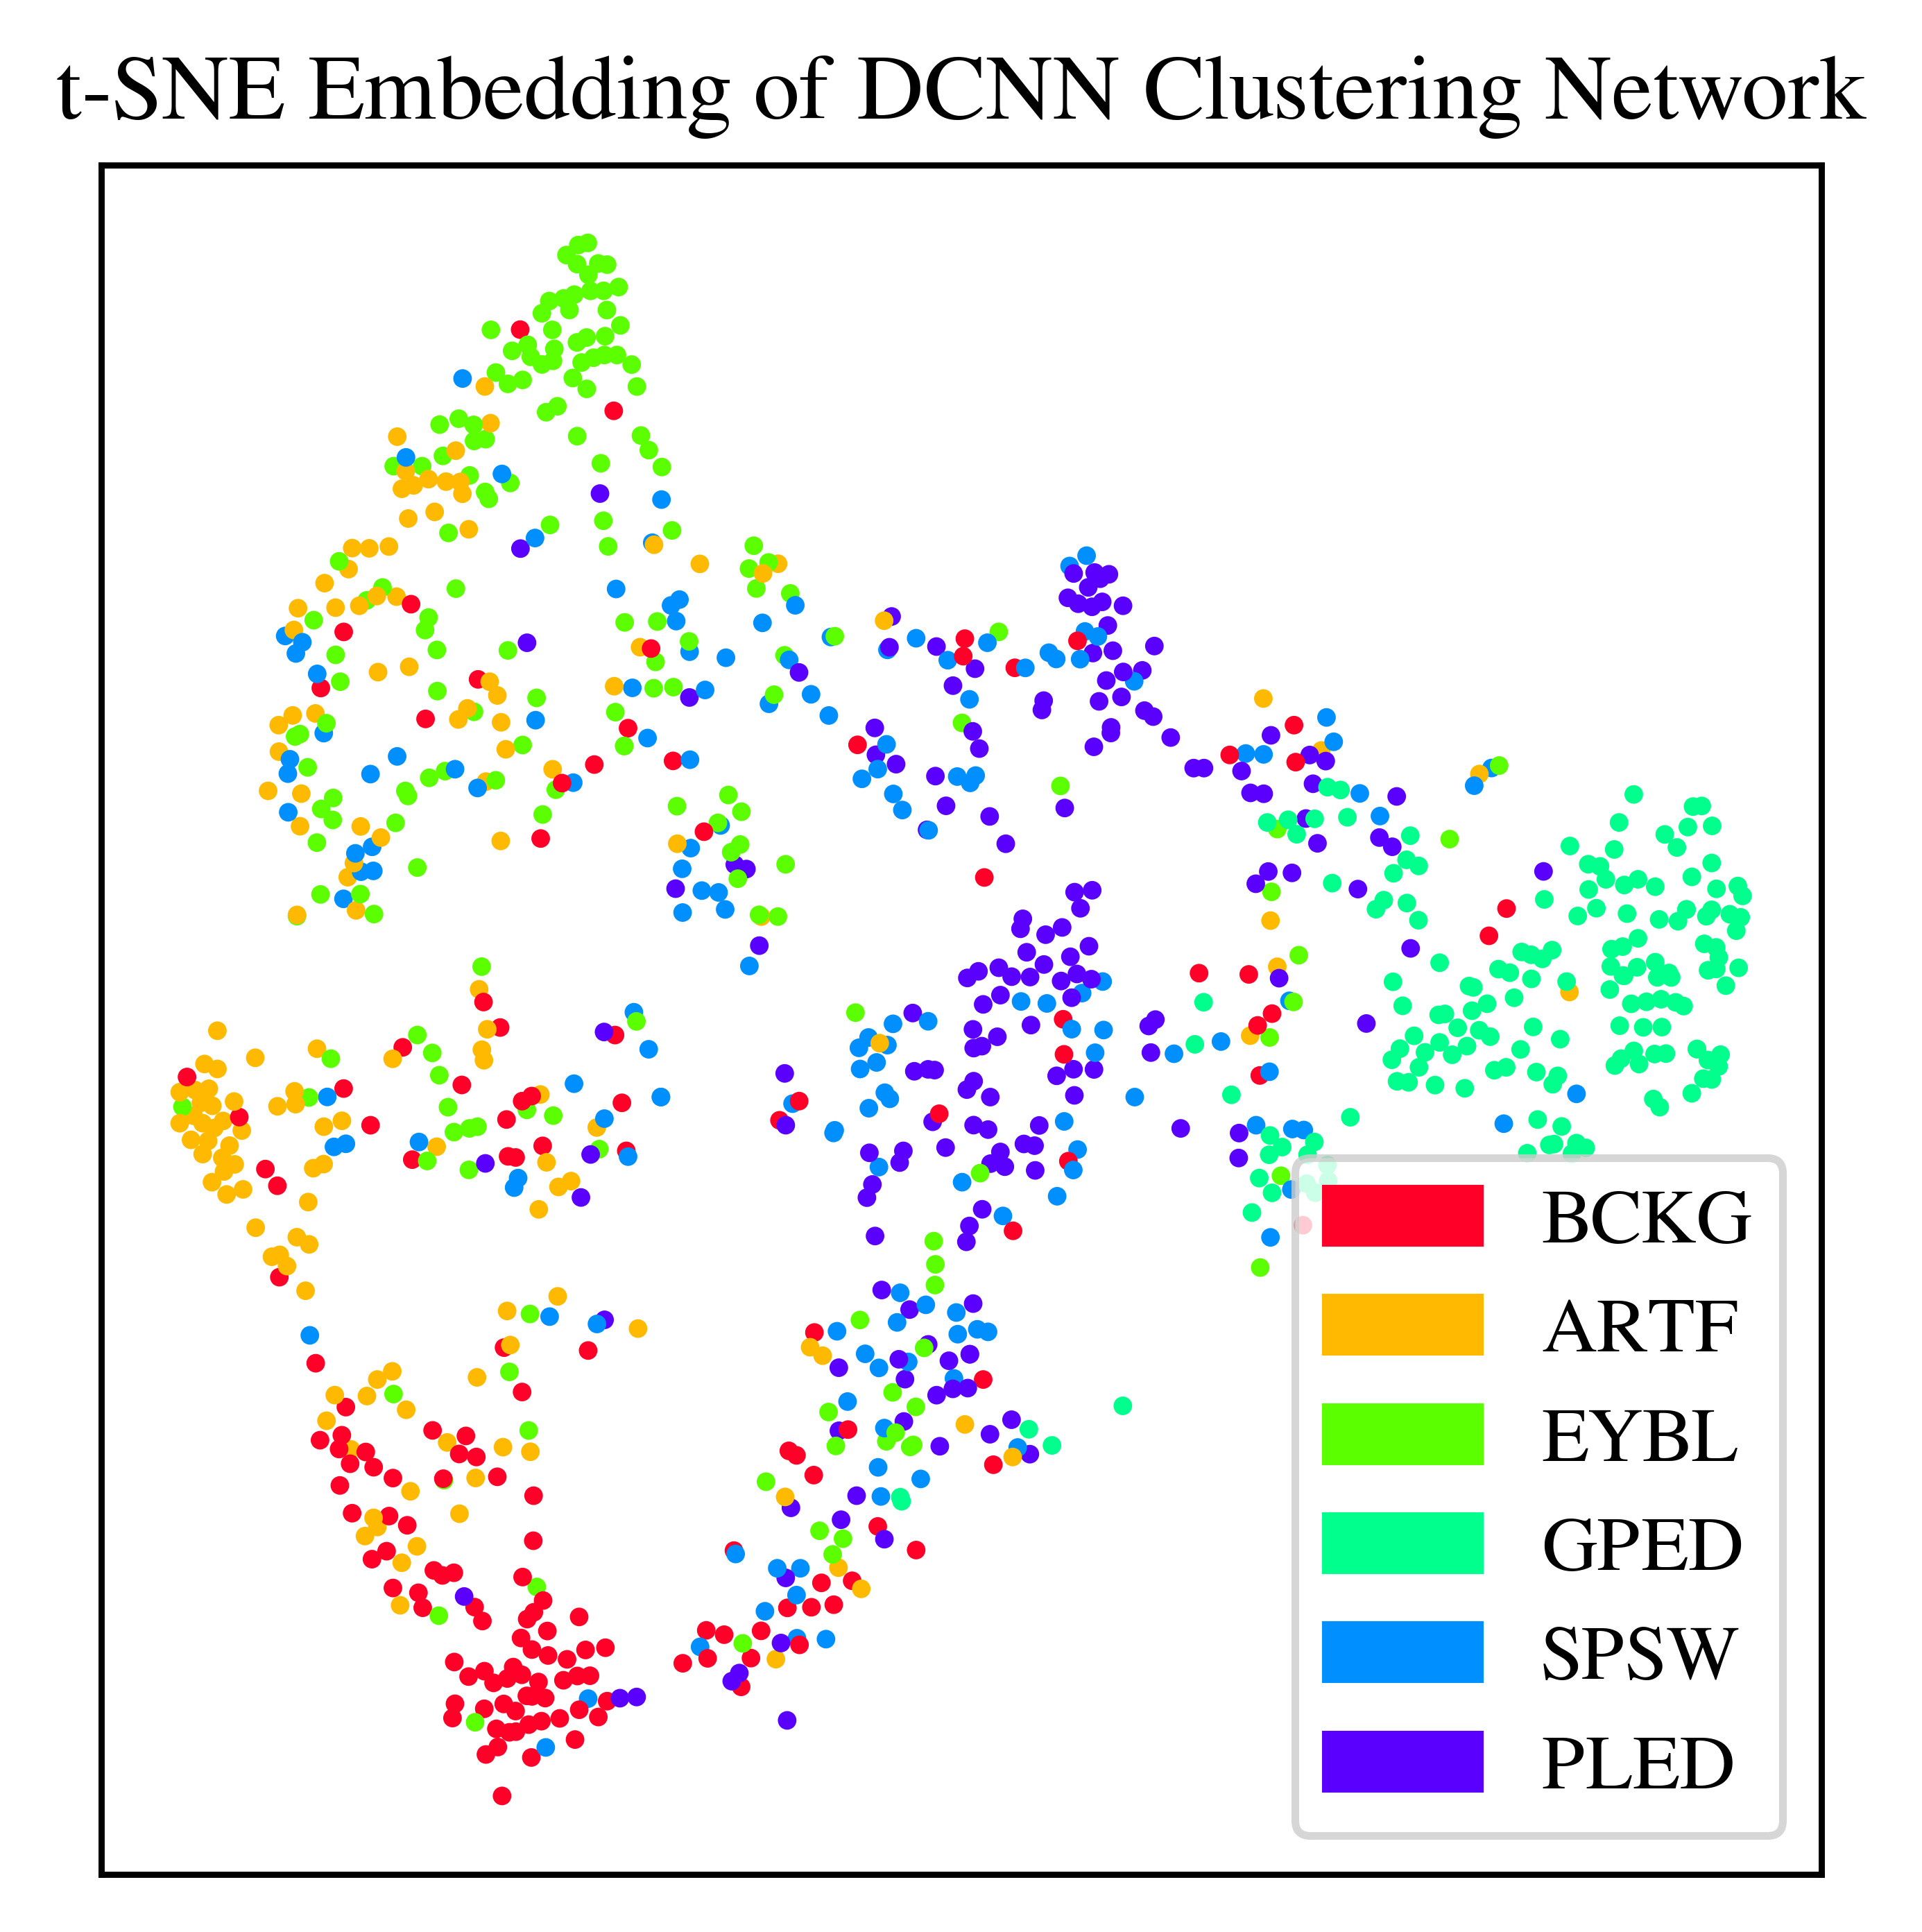 t-SNE Embedding of DCNN Clustering Network
BCKG
ARTF
EYBL
GPED
SPSW
PLED